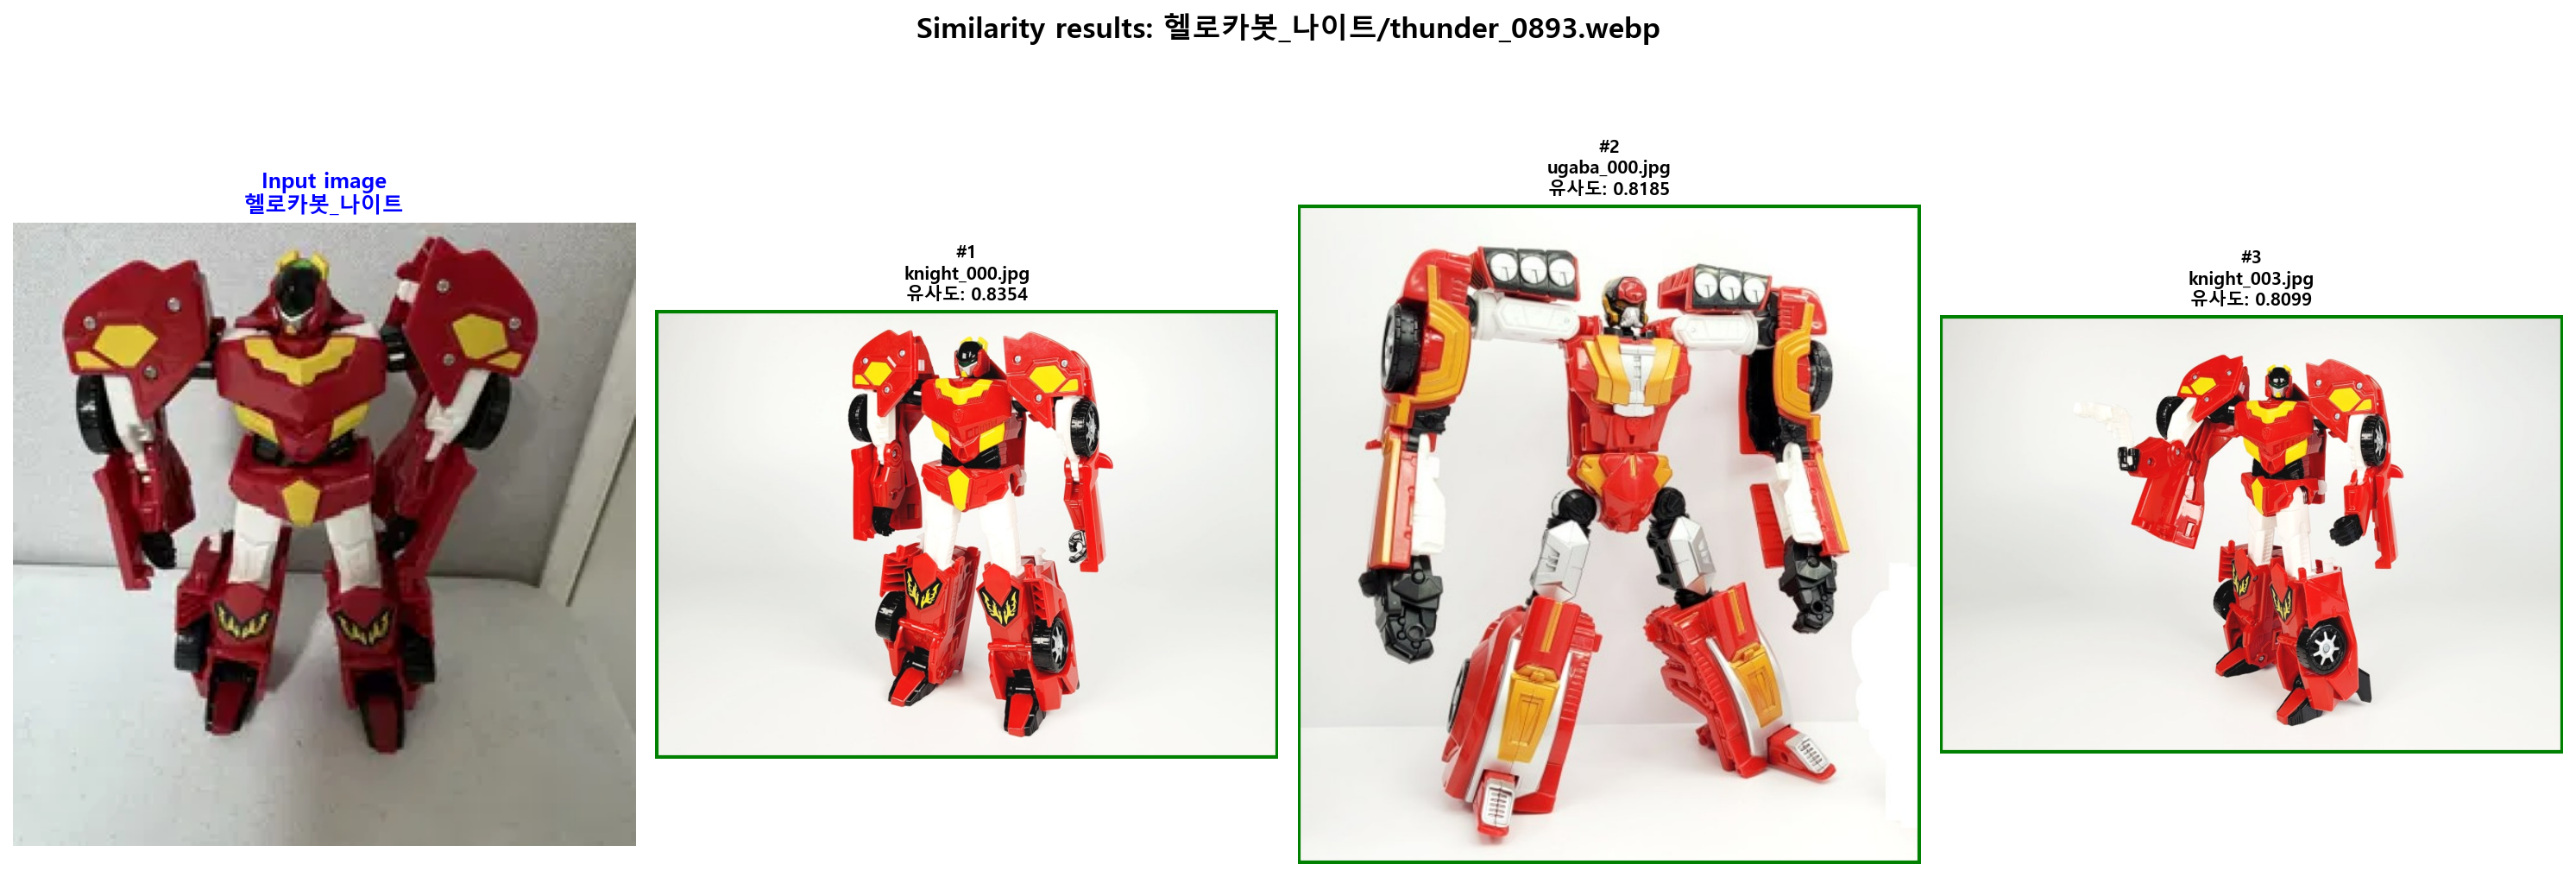 Similarity results: 헬로카봇_나이트/thunder_0893.webp
Input image
헬로카봇_나이트
#1
knight_000.jpg
유사도: 0.8354
#2
ugaba_000.jpg
유사도: 0.8185
#3
knight_003.jpg
유사도: 0.8099